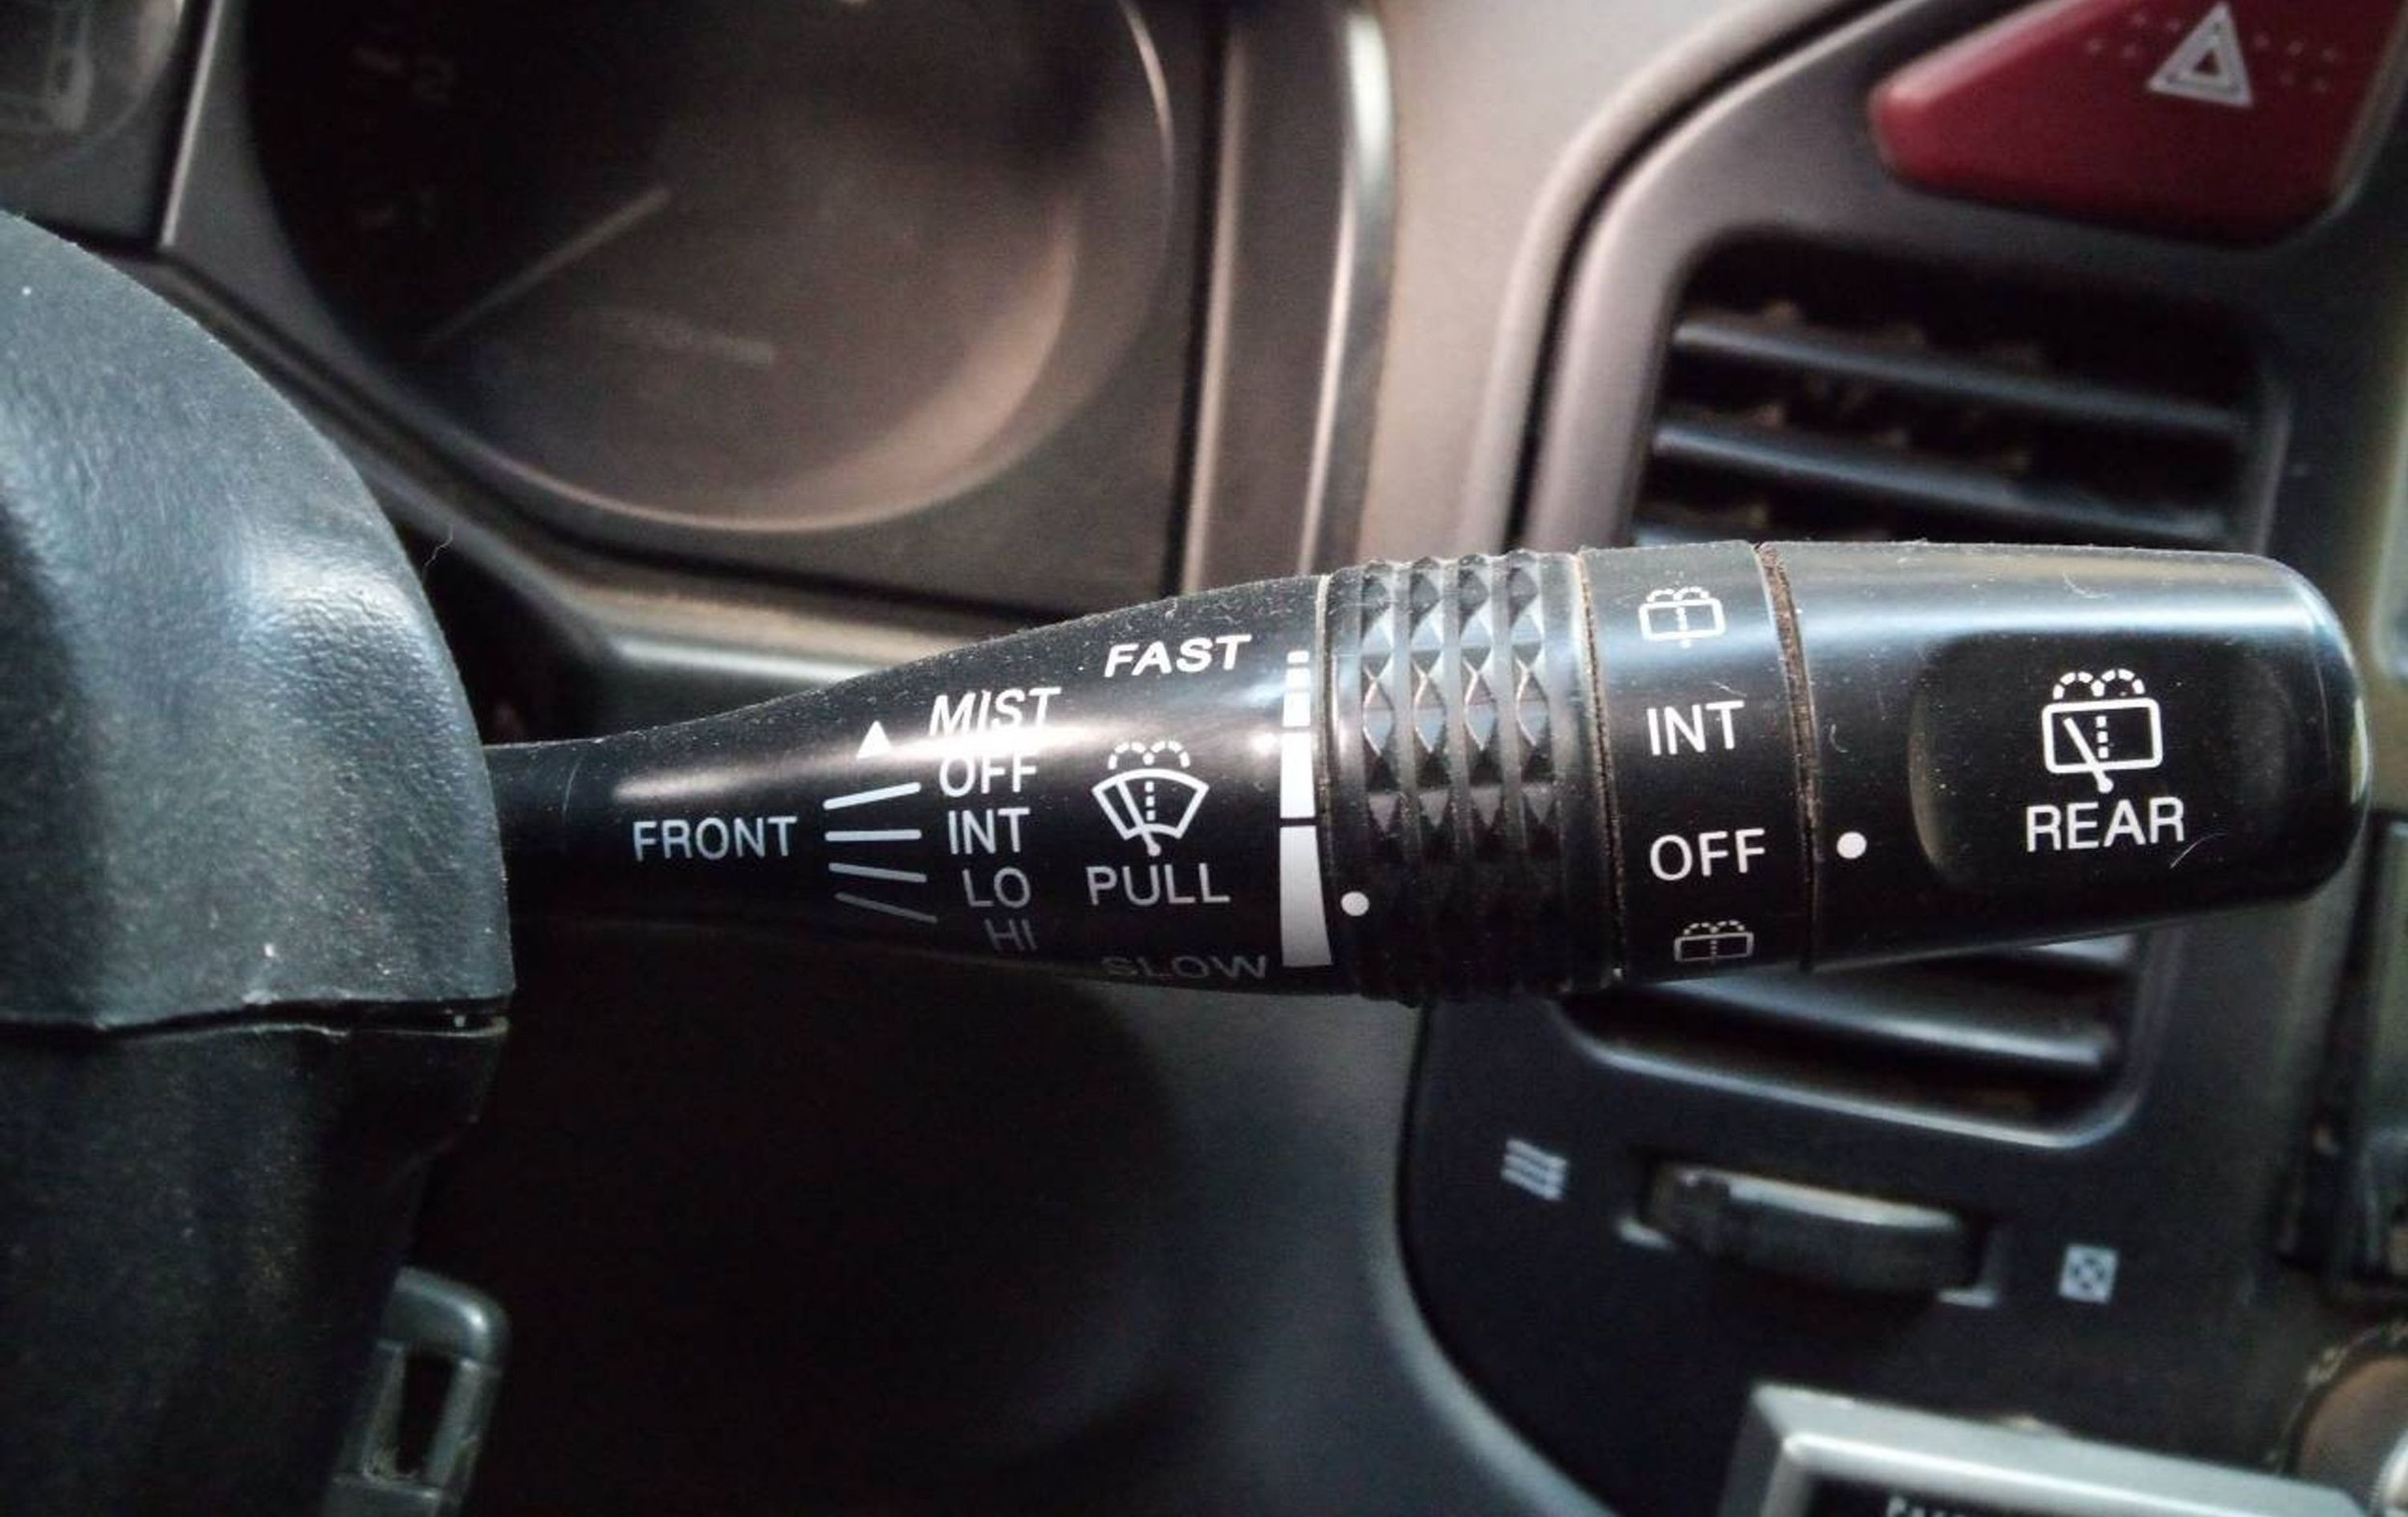 FAST
MIST
OFF
FRONT
INT
LO
HI
PULL
SLOW
INT
OFF
REAR